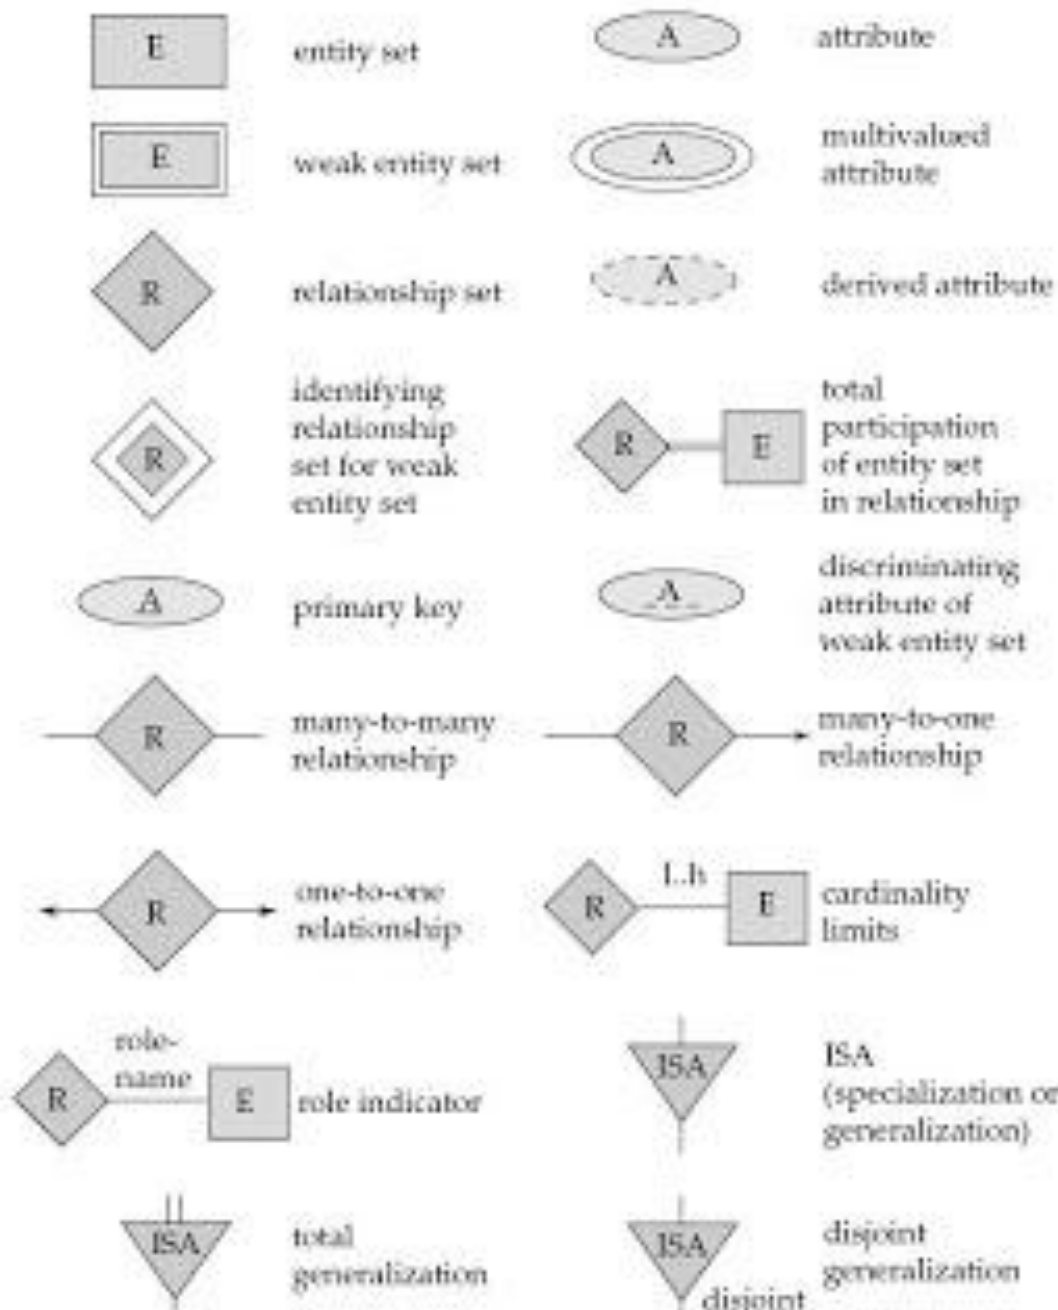 E
entity set
A
attribute
E
weak entity set
A
multivalued
attribute
R
relationship set
A
derived attribute
R
identifying
relationship
set for weak
entity set
R
E
total
participation
of entity set
in relationship
A
primary key
A
discriminating
attribute of
weak entity set
R
many-to-many
relationship
R
many-to-one
relationship
R
one-to-one
relationship
R
l..h
E
cardinality
limits
R
role-
name
E
role indicator
ISA
ISA
(specialization or
generalization)
ISA
total
generalization
ISA
disjoint
disjoint
generalization